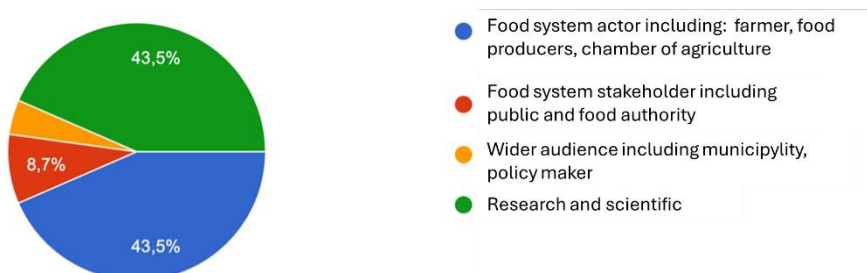 43,5%
8,7%
43,5%
Food system actor including: farmer, food
producers, chamber of agriculture
Food system stakeholder including
public and food authority
Wider audience including municipylity,
policy maker
Research and scientific